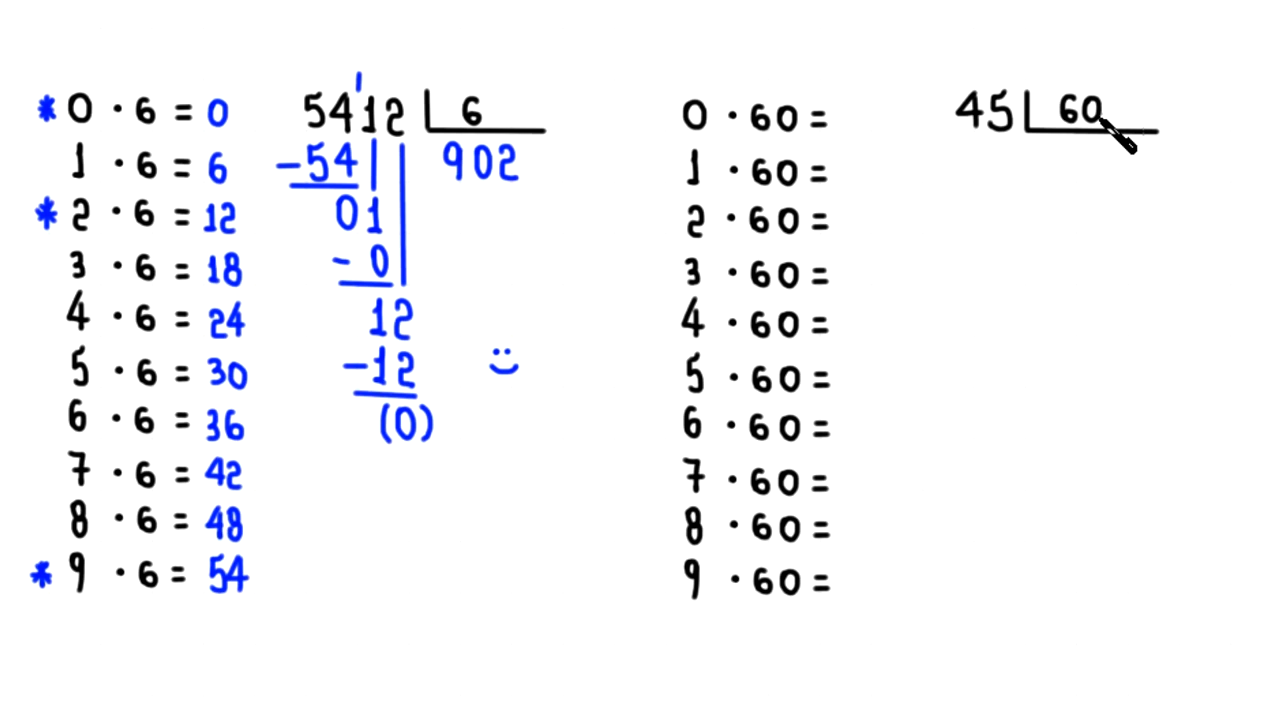 * 0 · 6 = 0
1 · 6 = 6
* 2 · 6 = 12
3 · 6 = 18
4 · 6 = 24
5 · 6 = 30
6 · 6 = 36
7 · 6 = 42
8 · 6 = 48
* 9 · 6 = 54
54'12 | 6
-54 902
01
- 0
12
-12
(0)
0 · 60 =
1 · 60 =
2 · 60 =
3 · 60 =
4 · 60 =
5 · 60 =
6 · 60 =
7 · 60 =
8 · 60 =
9 · 60 =
45 | 60